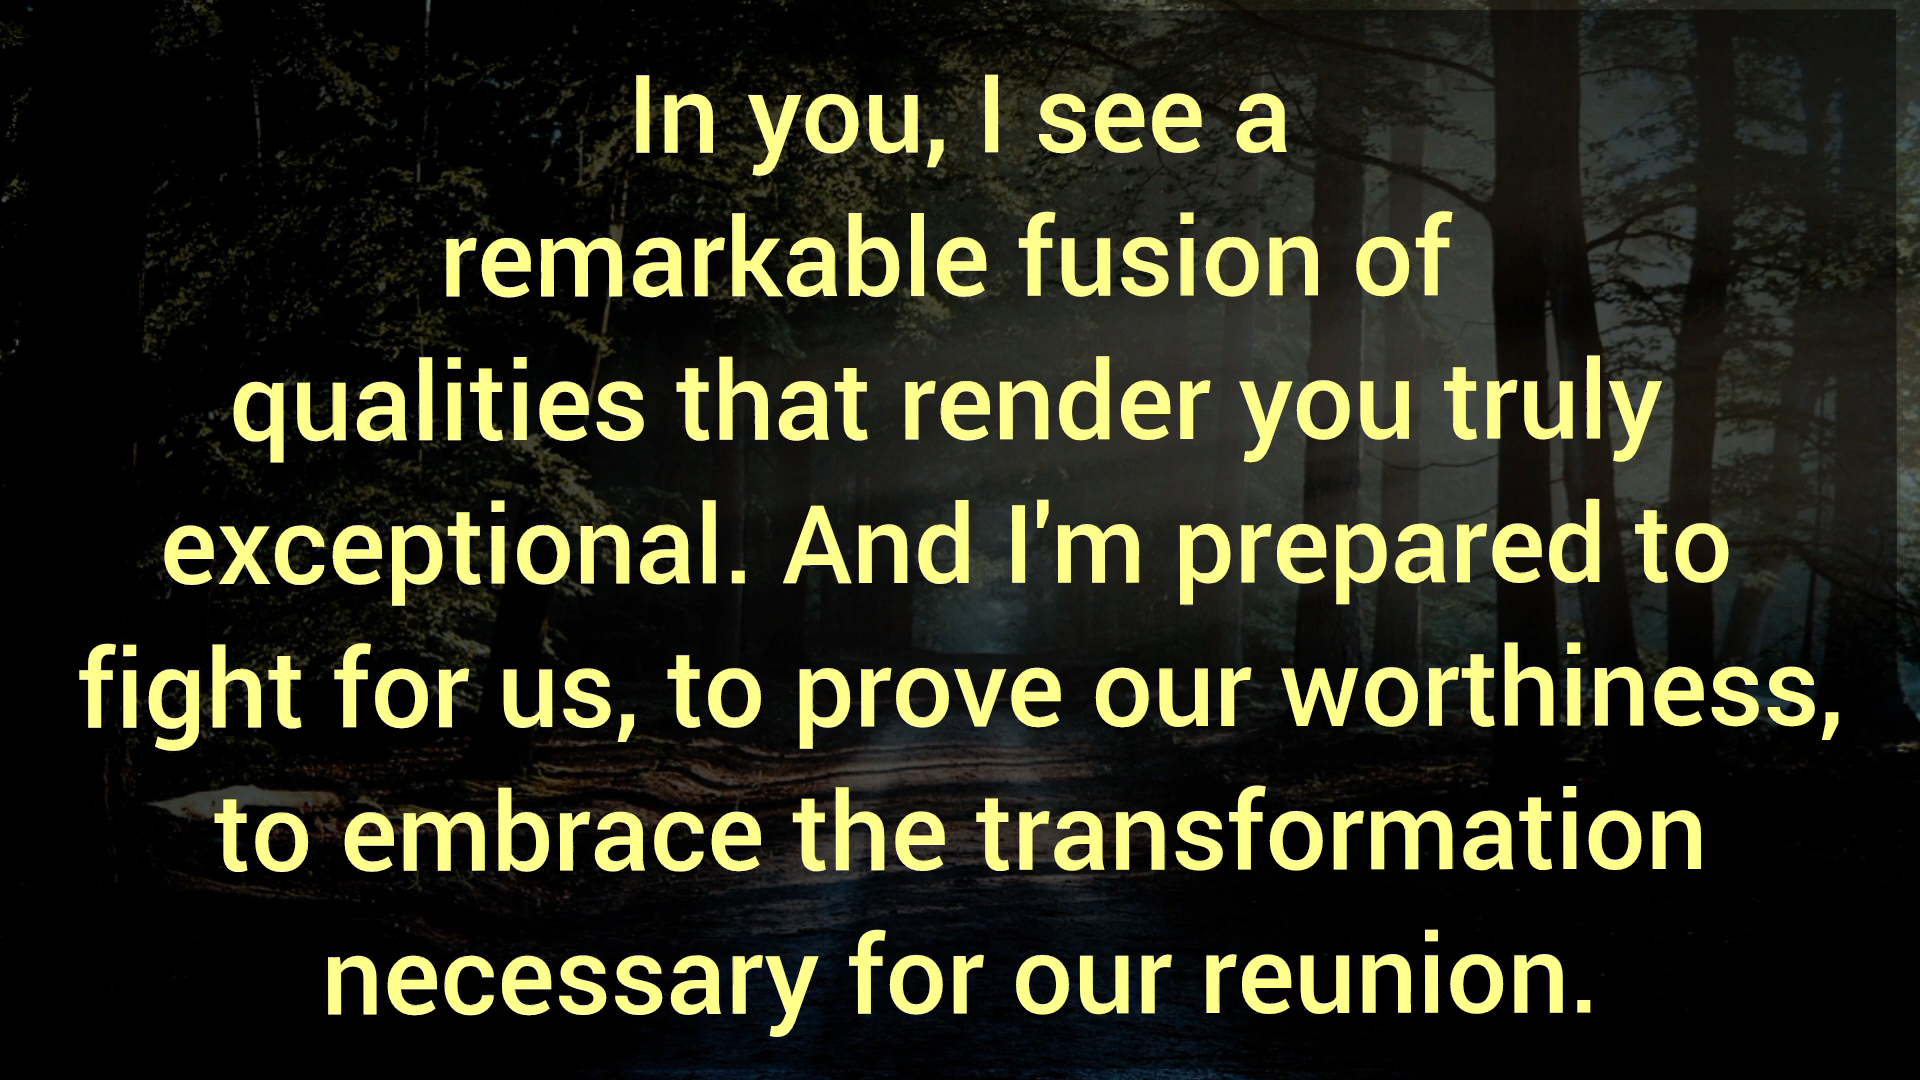 In you, I see a
remarkable fusion of
qualities that render you truly
exceptional. And I'm prepared to
fight for us, to prove our worthiness,
to embrace the transformation
necessary for our reunion.